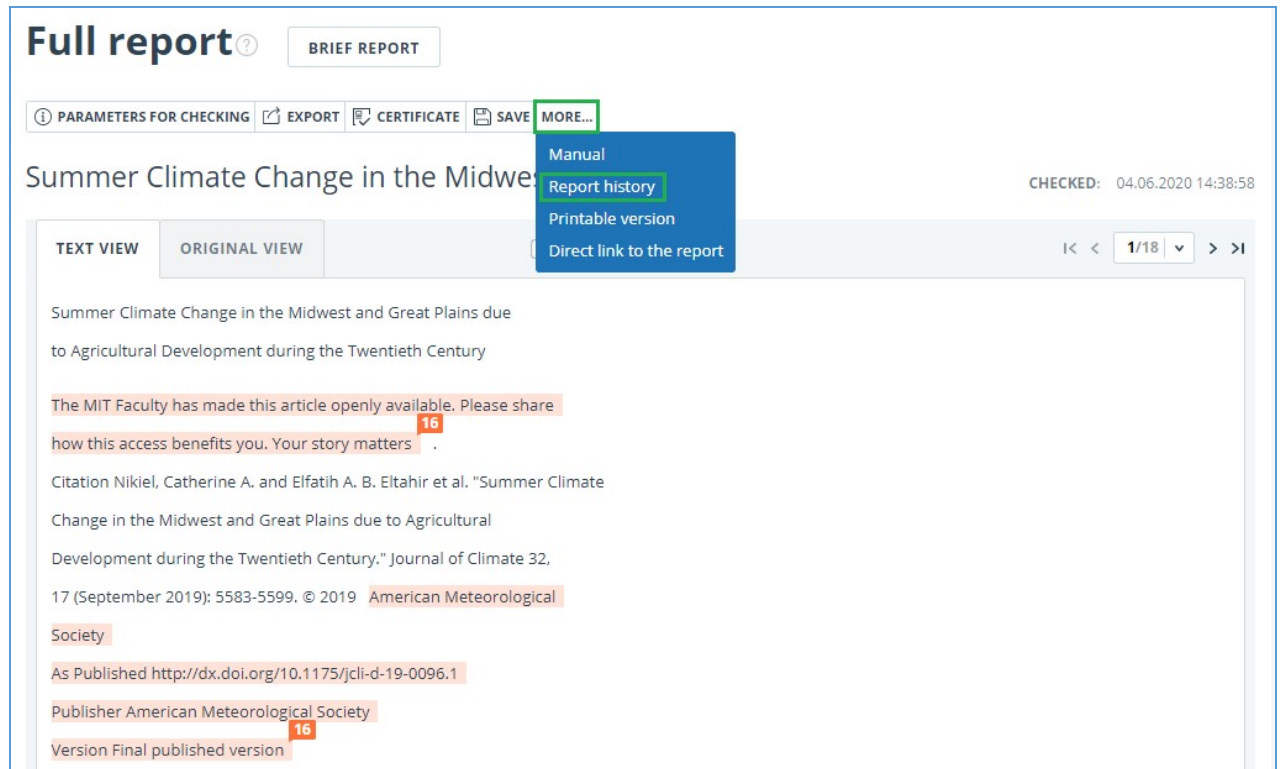 Full report ?
BRIEF REPORT
PARAMETERS FOR CHECKING EXPORT CERTIFICATE SAVE MORE...
Manual
Report history
Printable version
Direct link to the report
Summer Climate Change in the Midwe
CHECKED: 04.06.2020 14:38:58
TEXT VIEW ORIGINAL VIEW
1/18
Summer Climate Change in the Midwest and Great Plains due
to Agricultural Development during the Twentieth Century
The MIT Faculty has made this article openly available. Please share
16
how this access benefits you. Your story matters .
Citation Nikiel, Catherine A. and Elfatih A. B. Eltahir et al. "Summer Climate
Change in the Midwest and Great Plains due to Agricultural
Development during the Twentieth Century." Journal of Climate 32,
17 (September 2019): 5583-5599. © 2019 American Meteorological
Society
As Published http://dx.doi.org/10.1175/jcli-d-19-0096.1
Publisher American Meteorological Society
16
Version Final published version